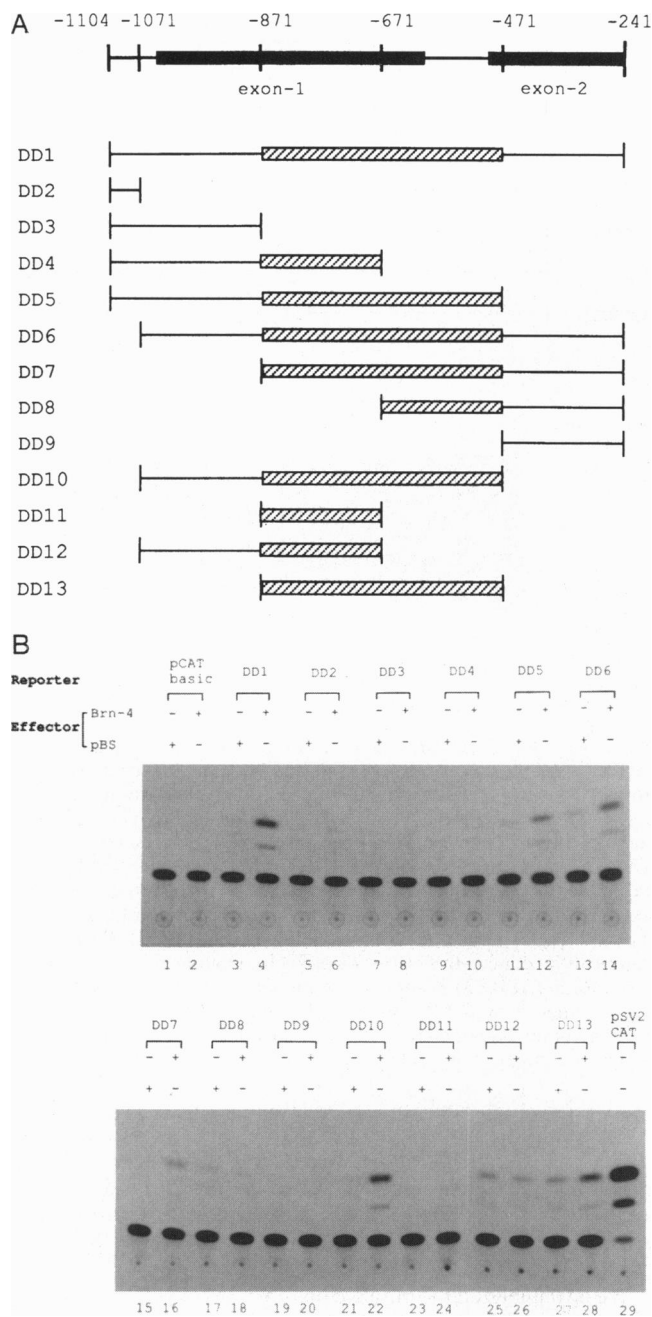 A
-1104 -1071 -871 -671 -471 -241
exon-1 exon-2
DD1
DD2
DD3
DD4
DD5
DD6
DD7
DD8
DD9
DD10
DD11
DD12
DD13
B
Reporter pCAT basic DD1 DD2 DD3 DD4 DD5 DD6
Effector
Brn-4 - + - + - + - + - + - + - +
pBS + - + - + - + - + - + - + -
1 2 3 4 5 6 7 8 9 10 11 12 13 14
DD7 DD8 DD9 DD10 DD11 DD12 DD13 pSV2 CAT
- + - + - + - + - + - + - + -
+ - + - + - + - + - + - + - -
15 16 17 18 19 20 21 22 23 24 25 26 27 28 29